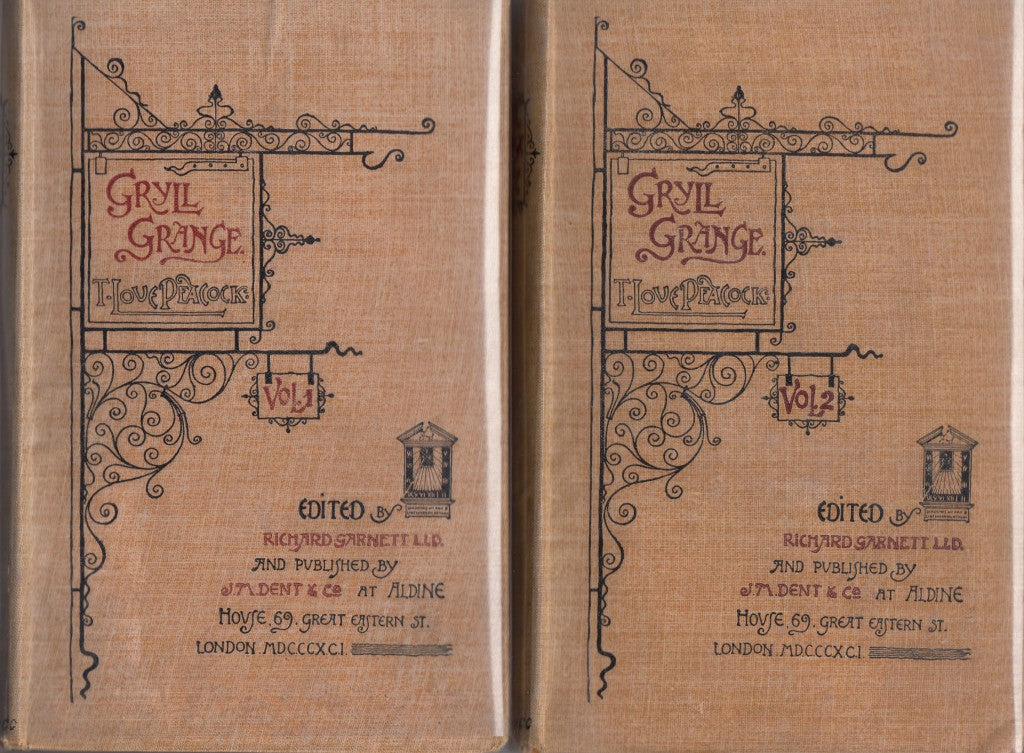 GRYLL
GRANGE.
T. LOVE PEACOCK:
VOL. 1
EDITED BY
RICHARD GARNETT LL.D.
AND PUBLISHED BY
J.M. DENT & CO AT ALDINE
HOUSE, 69. GREAT EASTERN ST.
LONDON MDCCCXCI.
GRYLL
GRANGE.
T. LOVE PEACOCK:
VOL. 2
EDITED BY
RICHARD GARNETT LL.D.
AND PUBLISHED BY
J.M. DENT & CO AT ALDINE
HOUSE, 69. GREAT EASTERN ST.
LONDON MDCCCXCI.